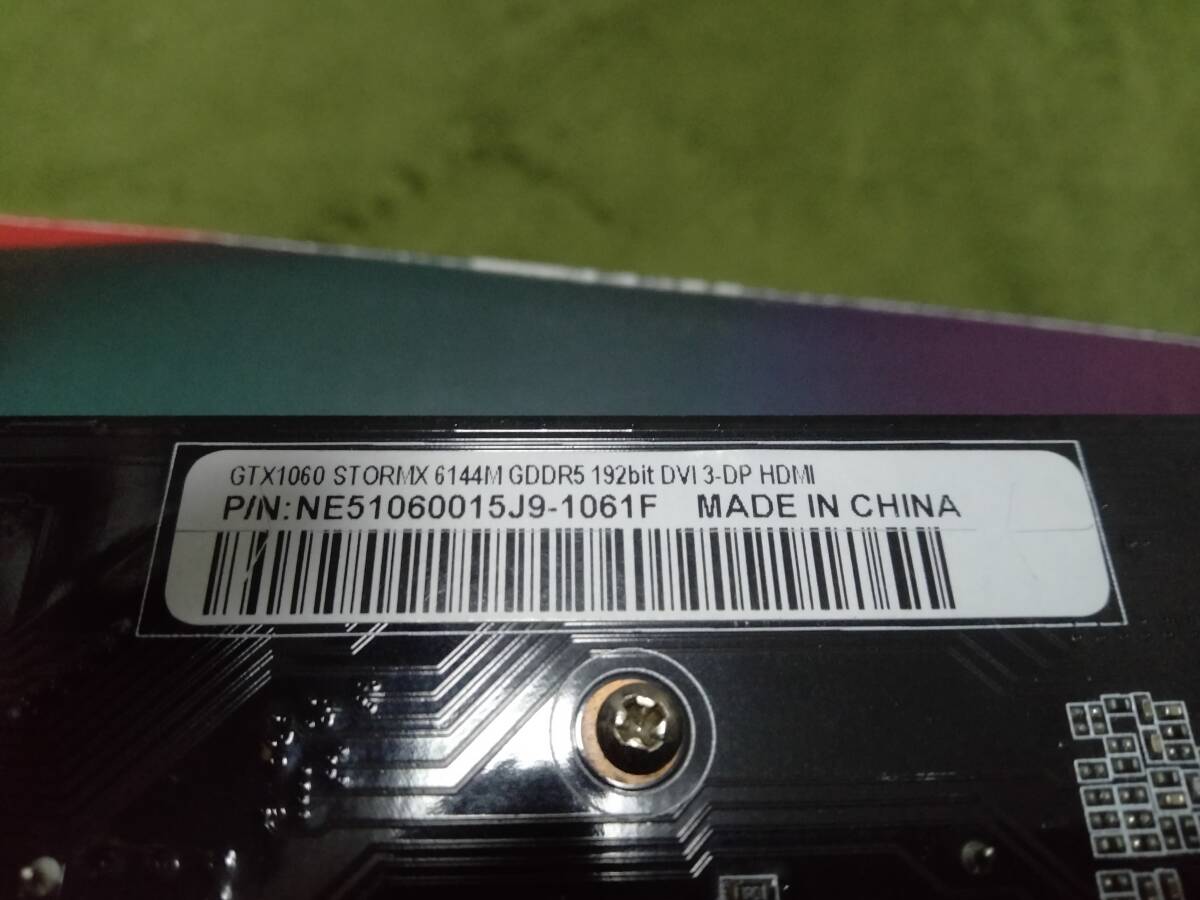 GTX1060 STORMX 6144M GDDR5 192bit DVI 3-DP HDMI
P/N:NE51060015J9-1061F MADE IN CHINA